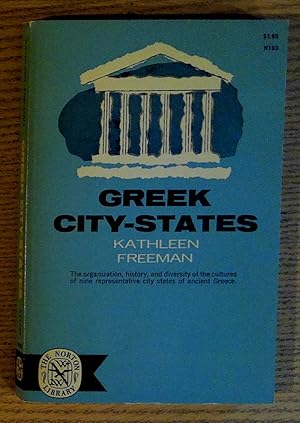 $1.85
N193
GREEK
CITY-STATES
KATHLEEN
FREEMAN
The organization, history, and diversity of the cultures
of nine representative city states of ancient Greece.
THE NORTON
LIBRARY